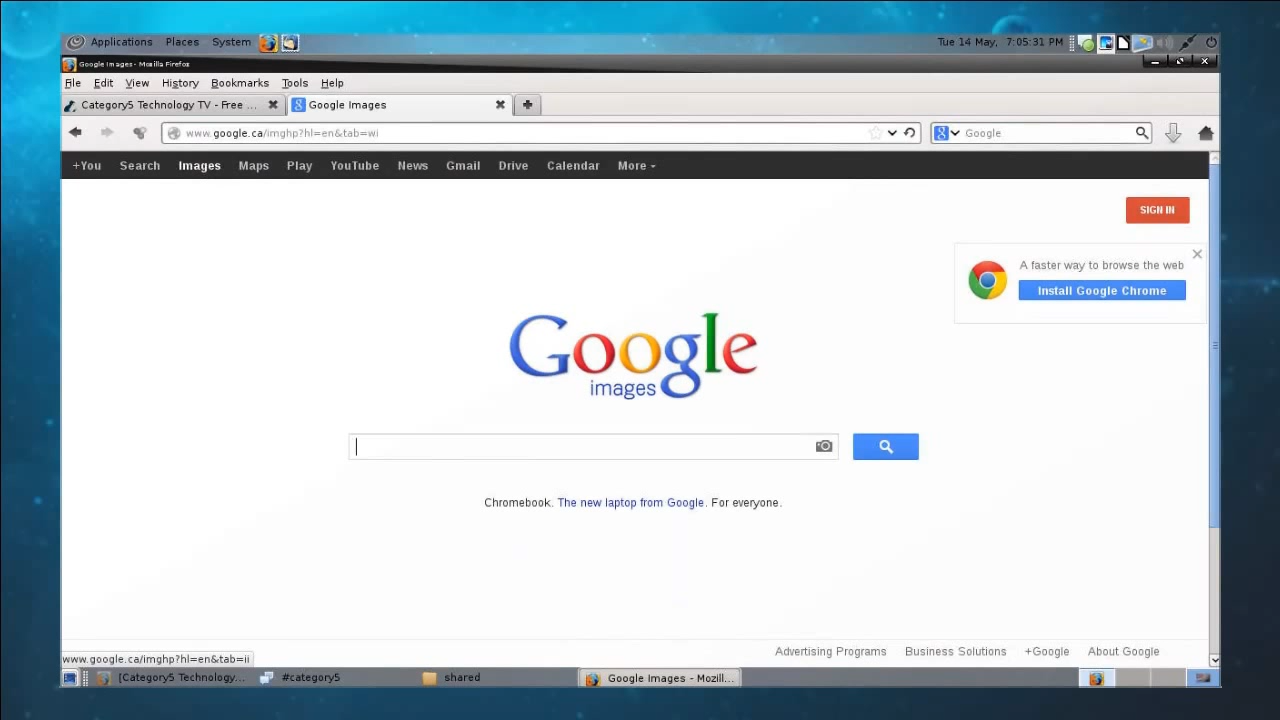 Applications Places System Tue 14 May, 7:05:31 PM
Google Images - Mozilla Firefox
File Edit View History Bookmarks Tools Help
Category5 Technology TV - Free ... Google Images
www.google.ca/imghp?hl=en&tab=wi Google
+You Search Images Maps Play YouTube News Gmail Drive Calendar More
SIGN IN
A faster way to browse the web
Install Google Chrome
Google
images
Chromebook. The new laptop from Google. For everyone.
Advertising Programs Business Solutions +Google About Google
www.google.ca/imghp?hl=en&tab=ii
[Category5 Technology... #category5 shared Google Images - Mozill...